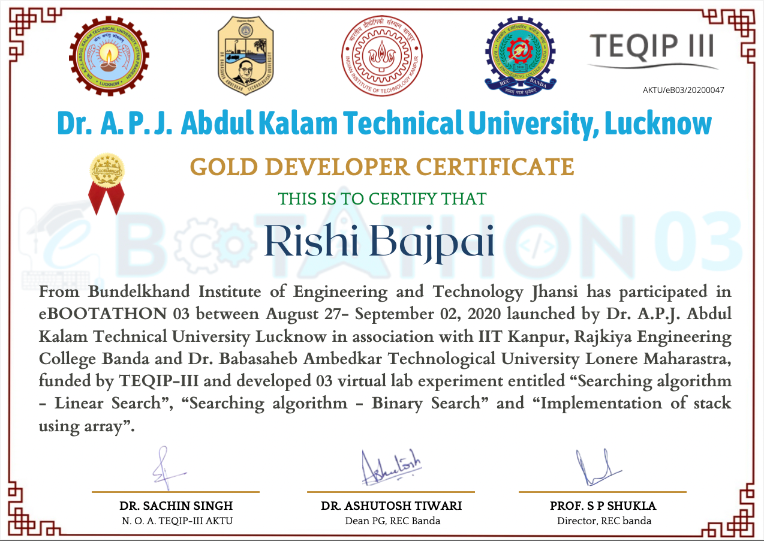 TEQIP III
AKTU/eB03/20200047
Dr. A. P. J. Abdul Kalam Technical University, Lucknow
GOLD DEVELOPER CERTIFICATE
THIS IS TO CERTIFY THAT
eBOOTATHON 03
Rishi Bajpai
From Bundelkhand Institute of Engineering and Technology Jhansi has participated in
eBOOTATHON 03 between August 27- September 02, 2020 launched by Dr. A.P.J. Abdul
Kalam Technical University Lucknow in association with IIT Kanpur, Rajkiya Engineering
College Banda and Dr. Babasaheb Ambedkar Technological University Lonere Maharastra,
funded by TEQIP-III and developed 03 virtual lab experiment entitled “Searching algorithm
- Linear Search”, “Searching algorithm - Binary Search” and “Implementation of stack
using array”.
Ashutosh
DR. SACHIN SINGH
N. O. A. TEQIP-III AKTU
DR. ASHUTOSH TIWARI
Dean PG, REC Banda
PROF. S P SHUKLA
Director, REC banda